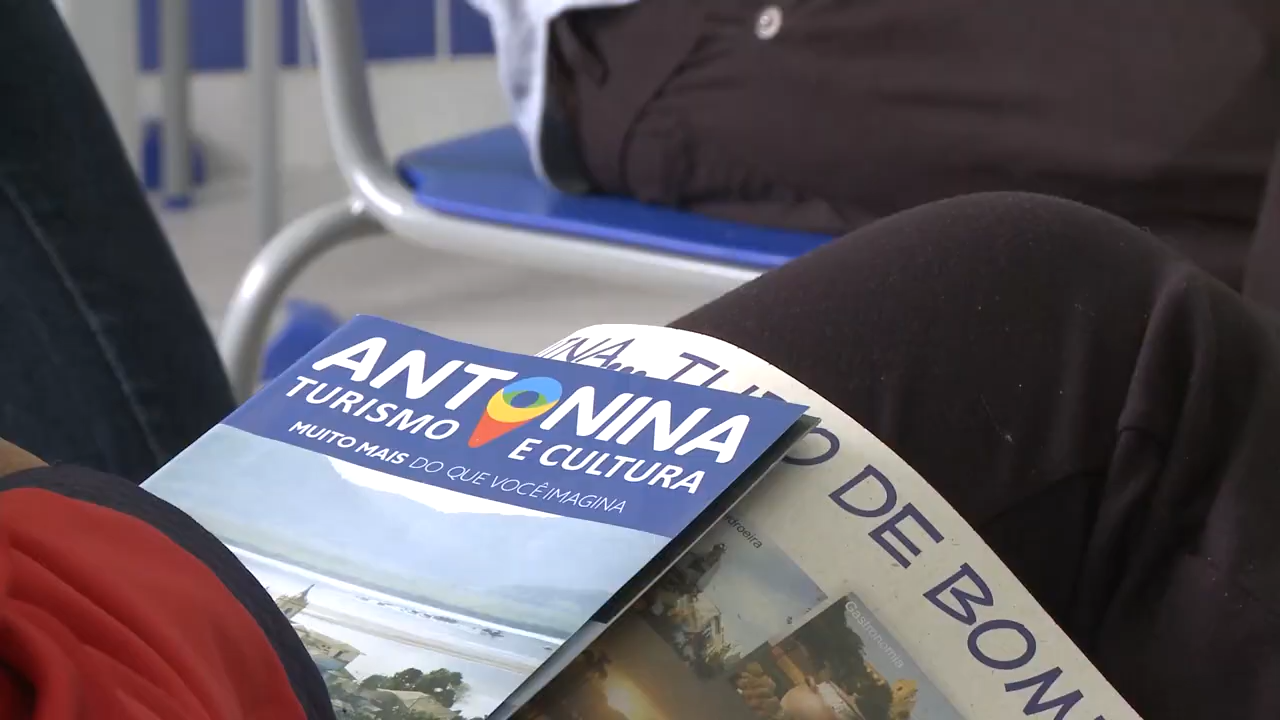 ANTONINA
TURISMO E CULTURA
MUITO MAIS DO QUE VOCÊ IMAGINA
DE BOM
Gastronomia